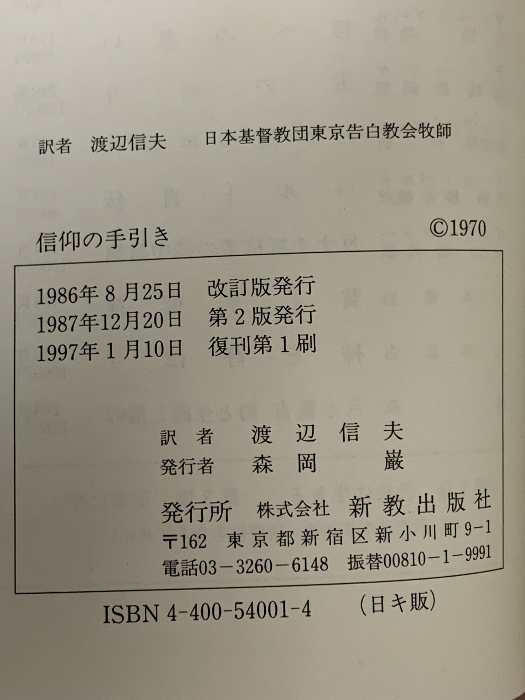 訳者 渡辺信夫 日本基督教団東京告白教会牧師
信仰の手引き ©1970
1986年8月25日 改訂版発行
1987年12月20日 第2版発行
1997年1月10日 復刊第1刷
訳者 渡辺信夫
発行者 森岡巌
発行所 株式会社 新教出版社
〒162 東京都新宿区新小川町9-1
電話03-3260-6148 振替00810-1-9991
ISBN 4-400-54001-4 (日キ販)